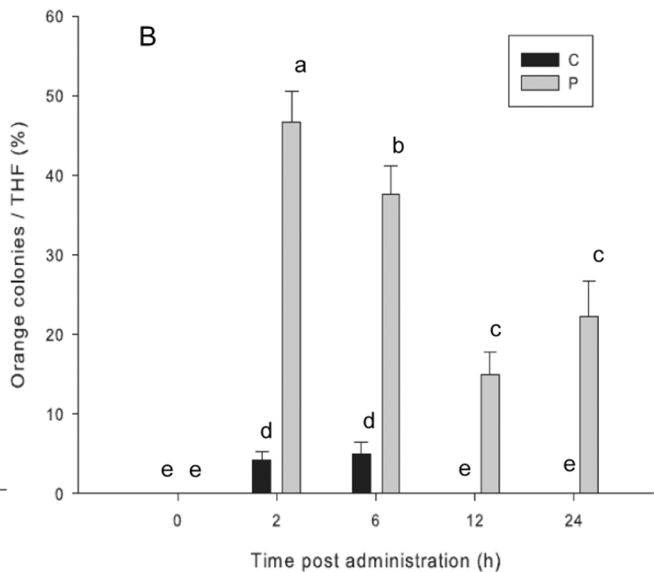 B
C
P
Orange colonies / THF (%)
60
50
40
30
20
10
0
a
b
c
c
d
d
e e
e
e
0 2 6 12 24
Time post administration (h)